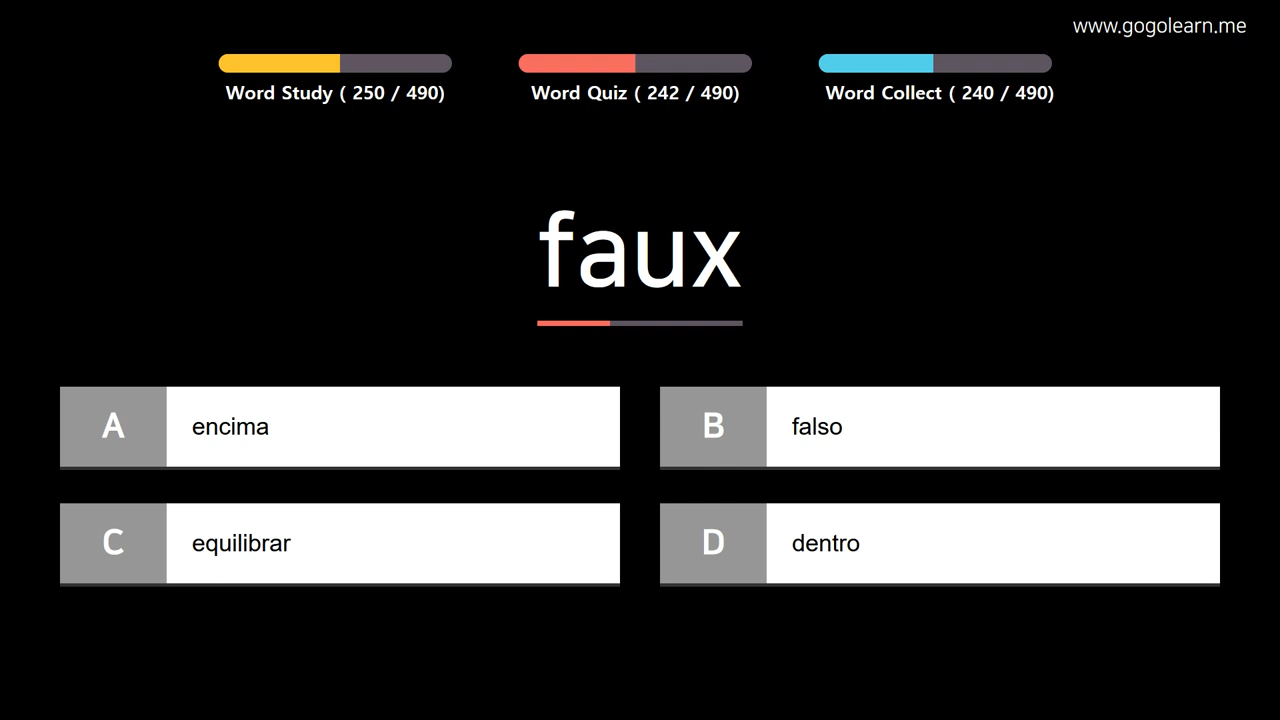 www.gogolearn.me
Word Study ( 250 / 490)
Word Quiz ( 242 / 490)
Word Collect ( 240 / 490)
faux
A
encima
B
falso
C
equilibrar
D
dentro